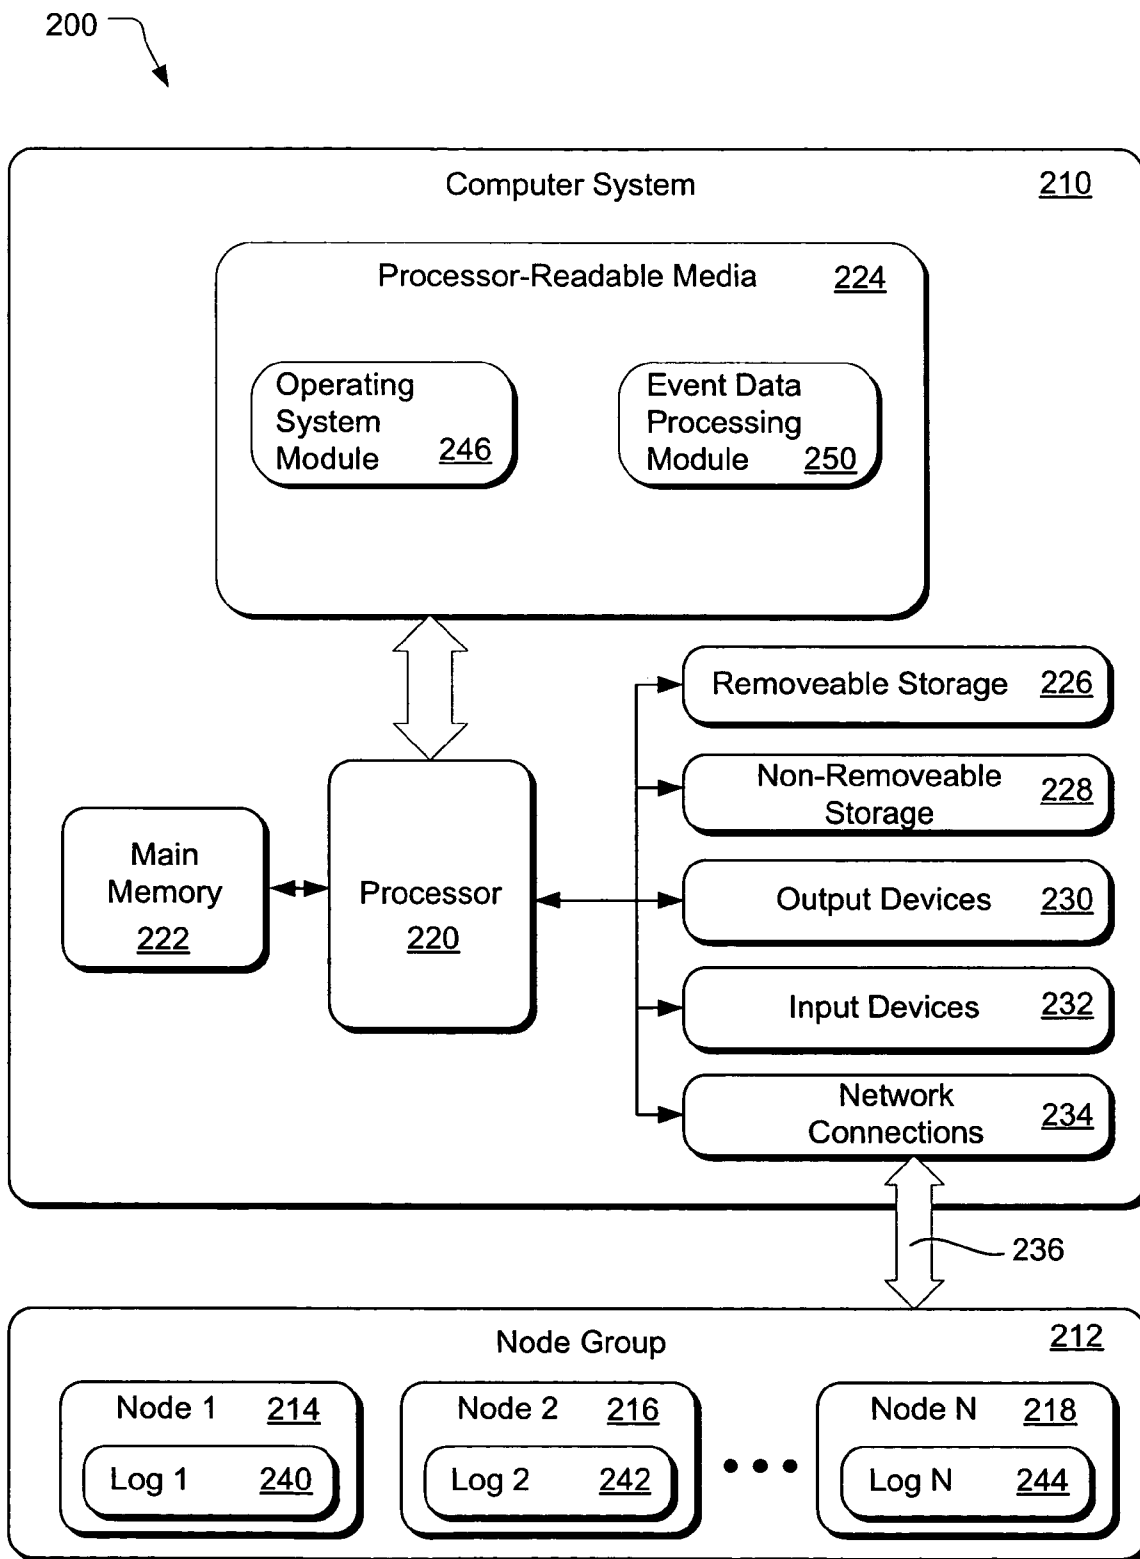 200
Computer System 210
Processor-Readable Media 224
Operating
System
Module 246
Event Data
Processing
Module 250
Removeable Storage 226
Non-Removeable
Storage 228
Main
Memory
222
Processor
220
Output Devices 230
Input Devices 232
Network
Connections 234
236
Node Group 212
Node 1 214
Log 1 240
Node 2 216
Log 2 242
Node N 218
Log N 244